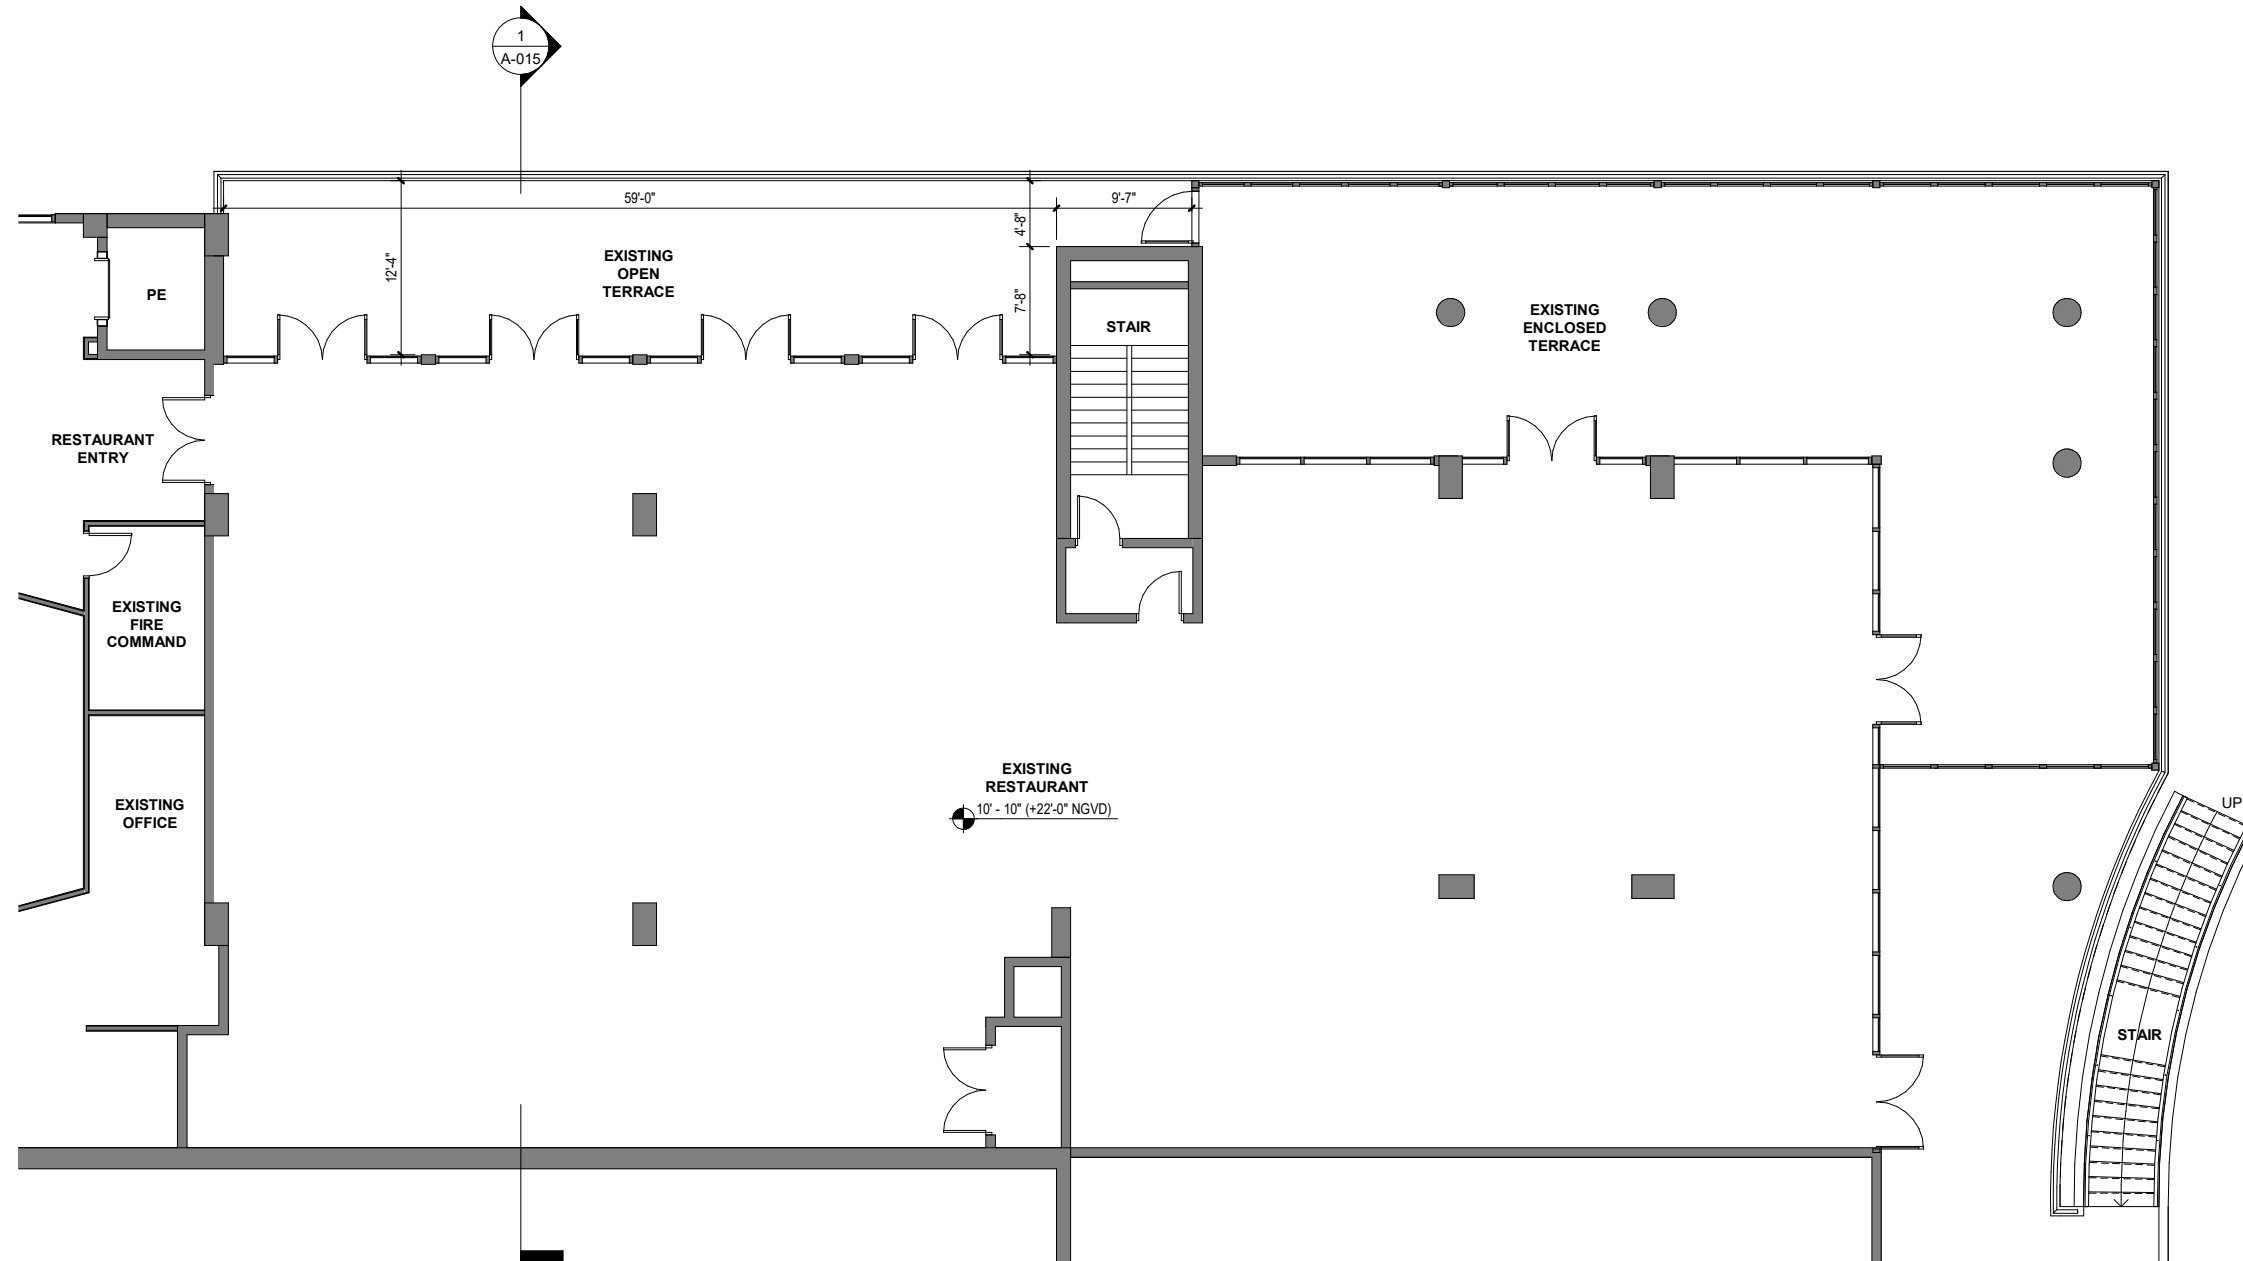 1
A-015
59'-0"
9'-7"
4'-8"
12'-4"
7'-8"
EXISTING
OPEN
TERRACE
PE
STAIR
EXISTING
ENCLOSED
TERRACE
RESTAURANT
ENTRY
EXISTING
FIRE
COMMAND
EXISTING
RESTAURANT
10' - 10" (+22'-0" NGVD)
EXISTING
OFFICE
UP
STAIR